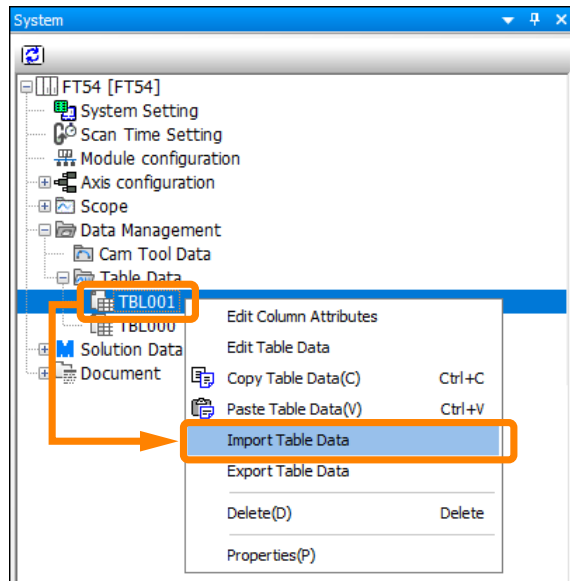 System
FT54 [FT54]
System Setting
Scan Time Setting
Module configuration
Axis configuration
Scope
Data Management
Cam Tool Data
Table Data
TBL001
TBL000
Solution Data
Document
Edit Column Attributes
Edit Table Data
Copy Table Data(C) Ctrl+C
Paste Table Data(V) Ctrl+V
Import Table Data
Export Table Data
Delete(D) Delete
Properties(P)